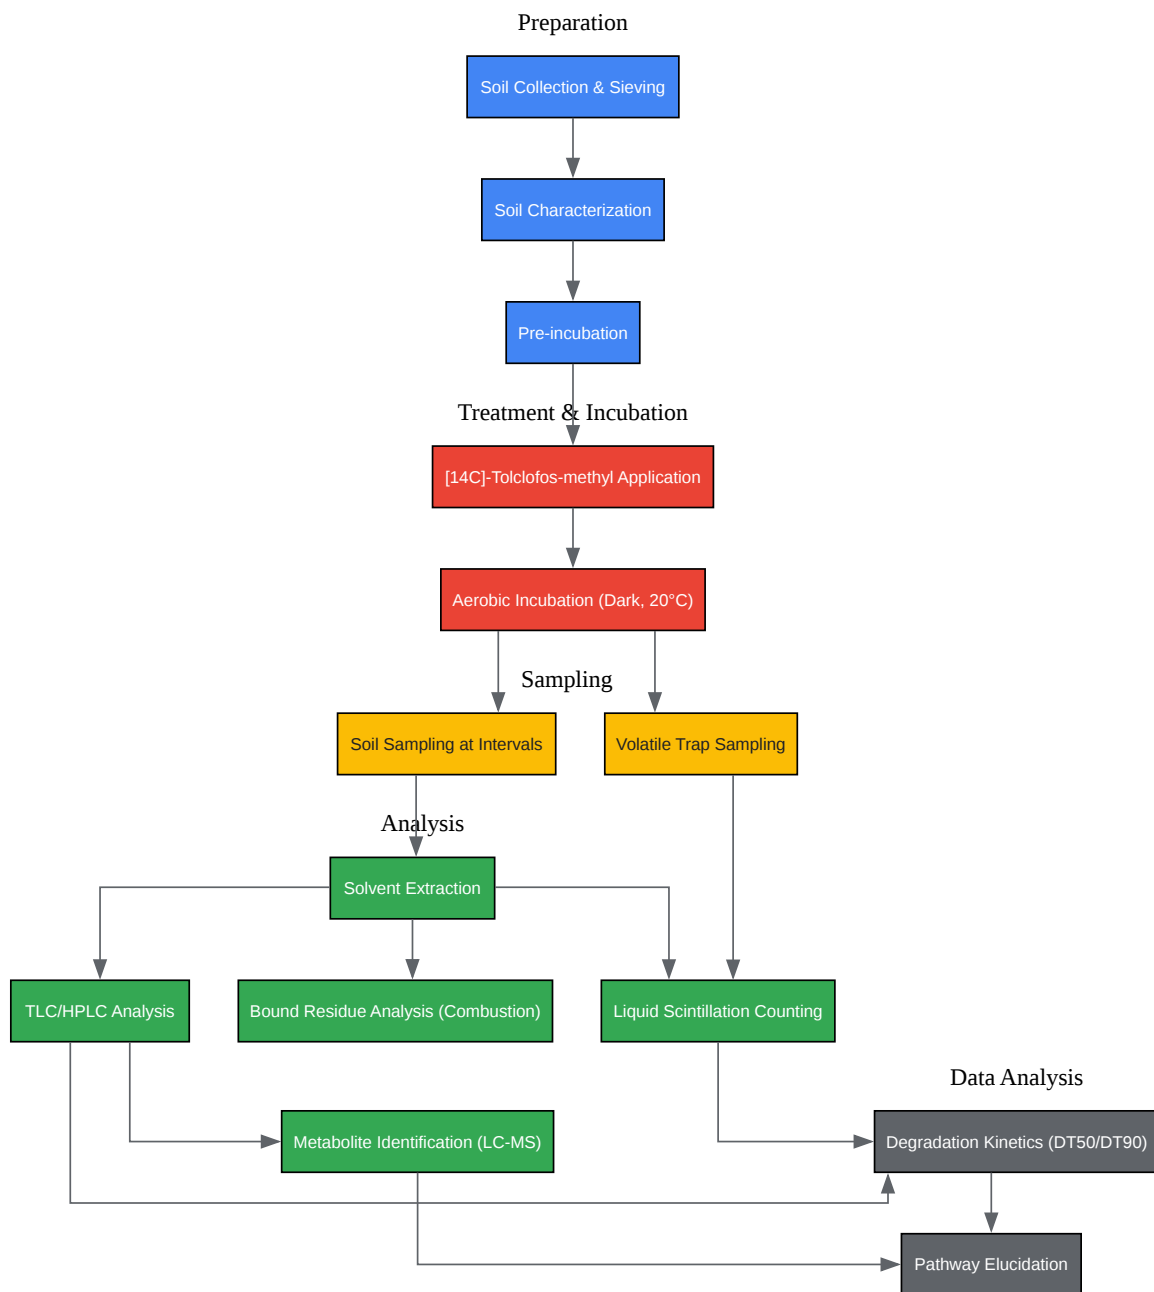 Preparation
Soil Collection & Sieving
Soil Characterization
Pre-incubation
Treatment & Incubation
[14C]-Tolclofos-methyl Application
Aerobic Incubation (Dark, 20°C)
Sampling
Soil Sampling at Intervals
Volatile Trap Sampling
Analysis
Solvent Extraction
TLC/HPLC Analysis
Bound Residue Analysis (Combustion)
Liquid Scintillation Counting
Data Analysis
Metabolite Identification (LC-MS)
Degradation Kinetics (DT50/DT90)
Pathway Elucidation